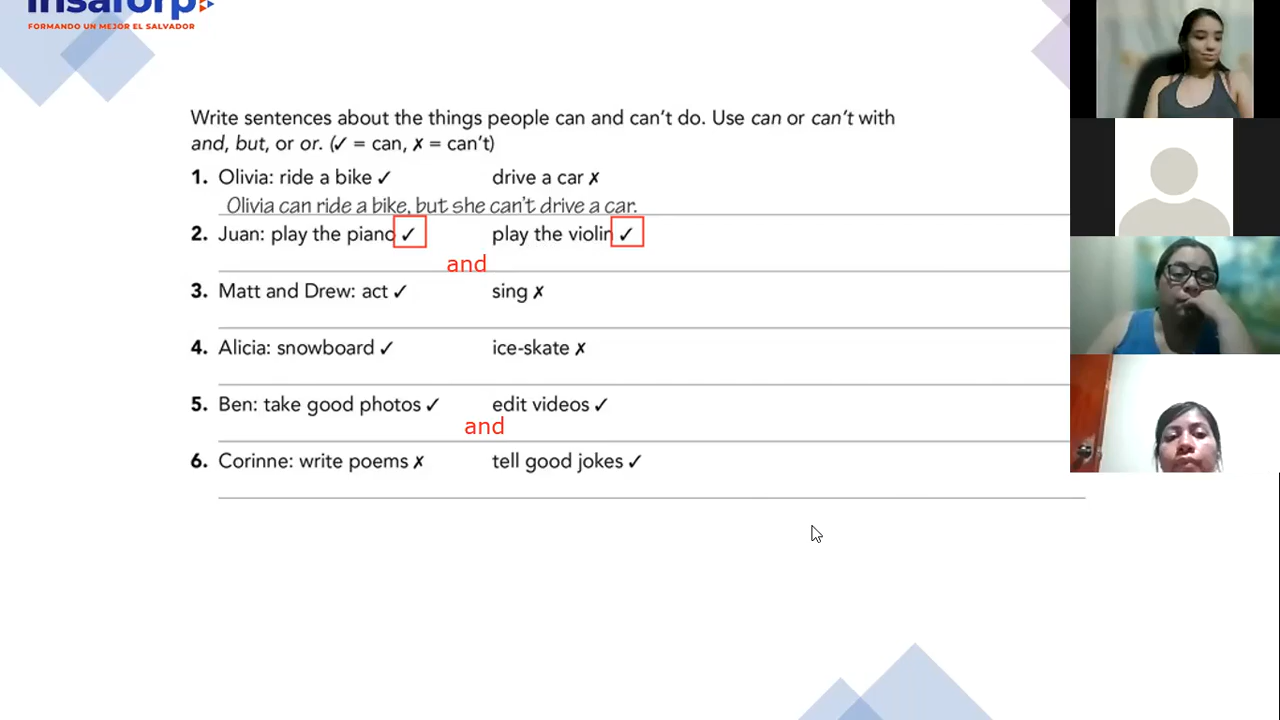 insaforp
FORMANDO UN MEJOR EL SALVADOR
Write sentences about the things people can and can't do. Use can or can't with
and, but, or or. (✓ = can, ✗ = can't)
1. Olivia: ride a bike ✓ drive a car ✗
Olivia can ride a bike, but she can't drive a car.
2. Juan: play the piano ✓ play the violin ✓
and
3. Matt and Drew: act ✓ sing ✗
4. Alicia: snowboard ✓ ice-skate ✗
5. Ben: take good photos ✓ edit videos ✓
and
6. Corinne: write poems ✗ tell good jokes ✓